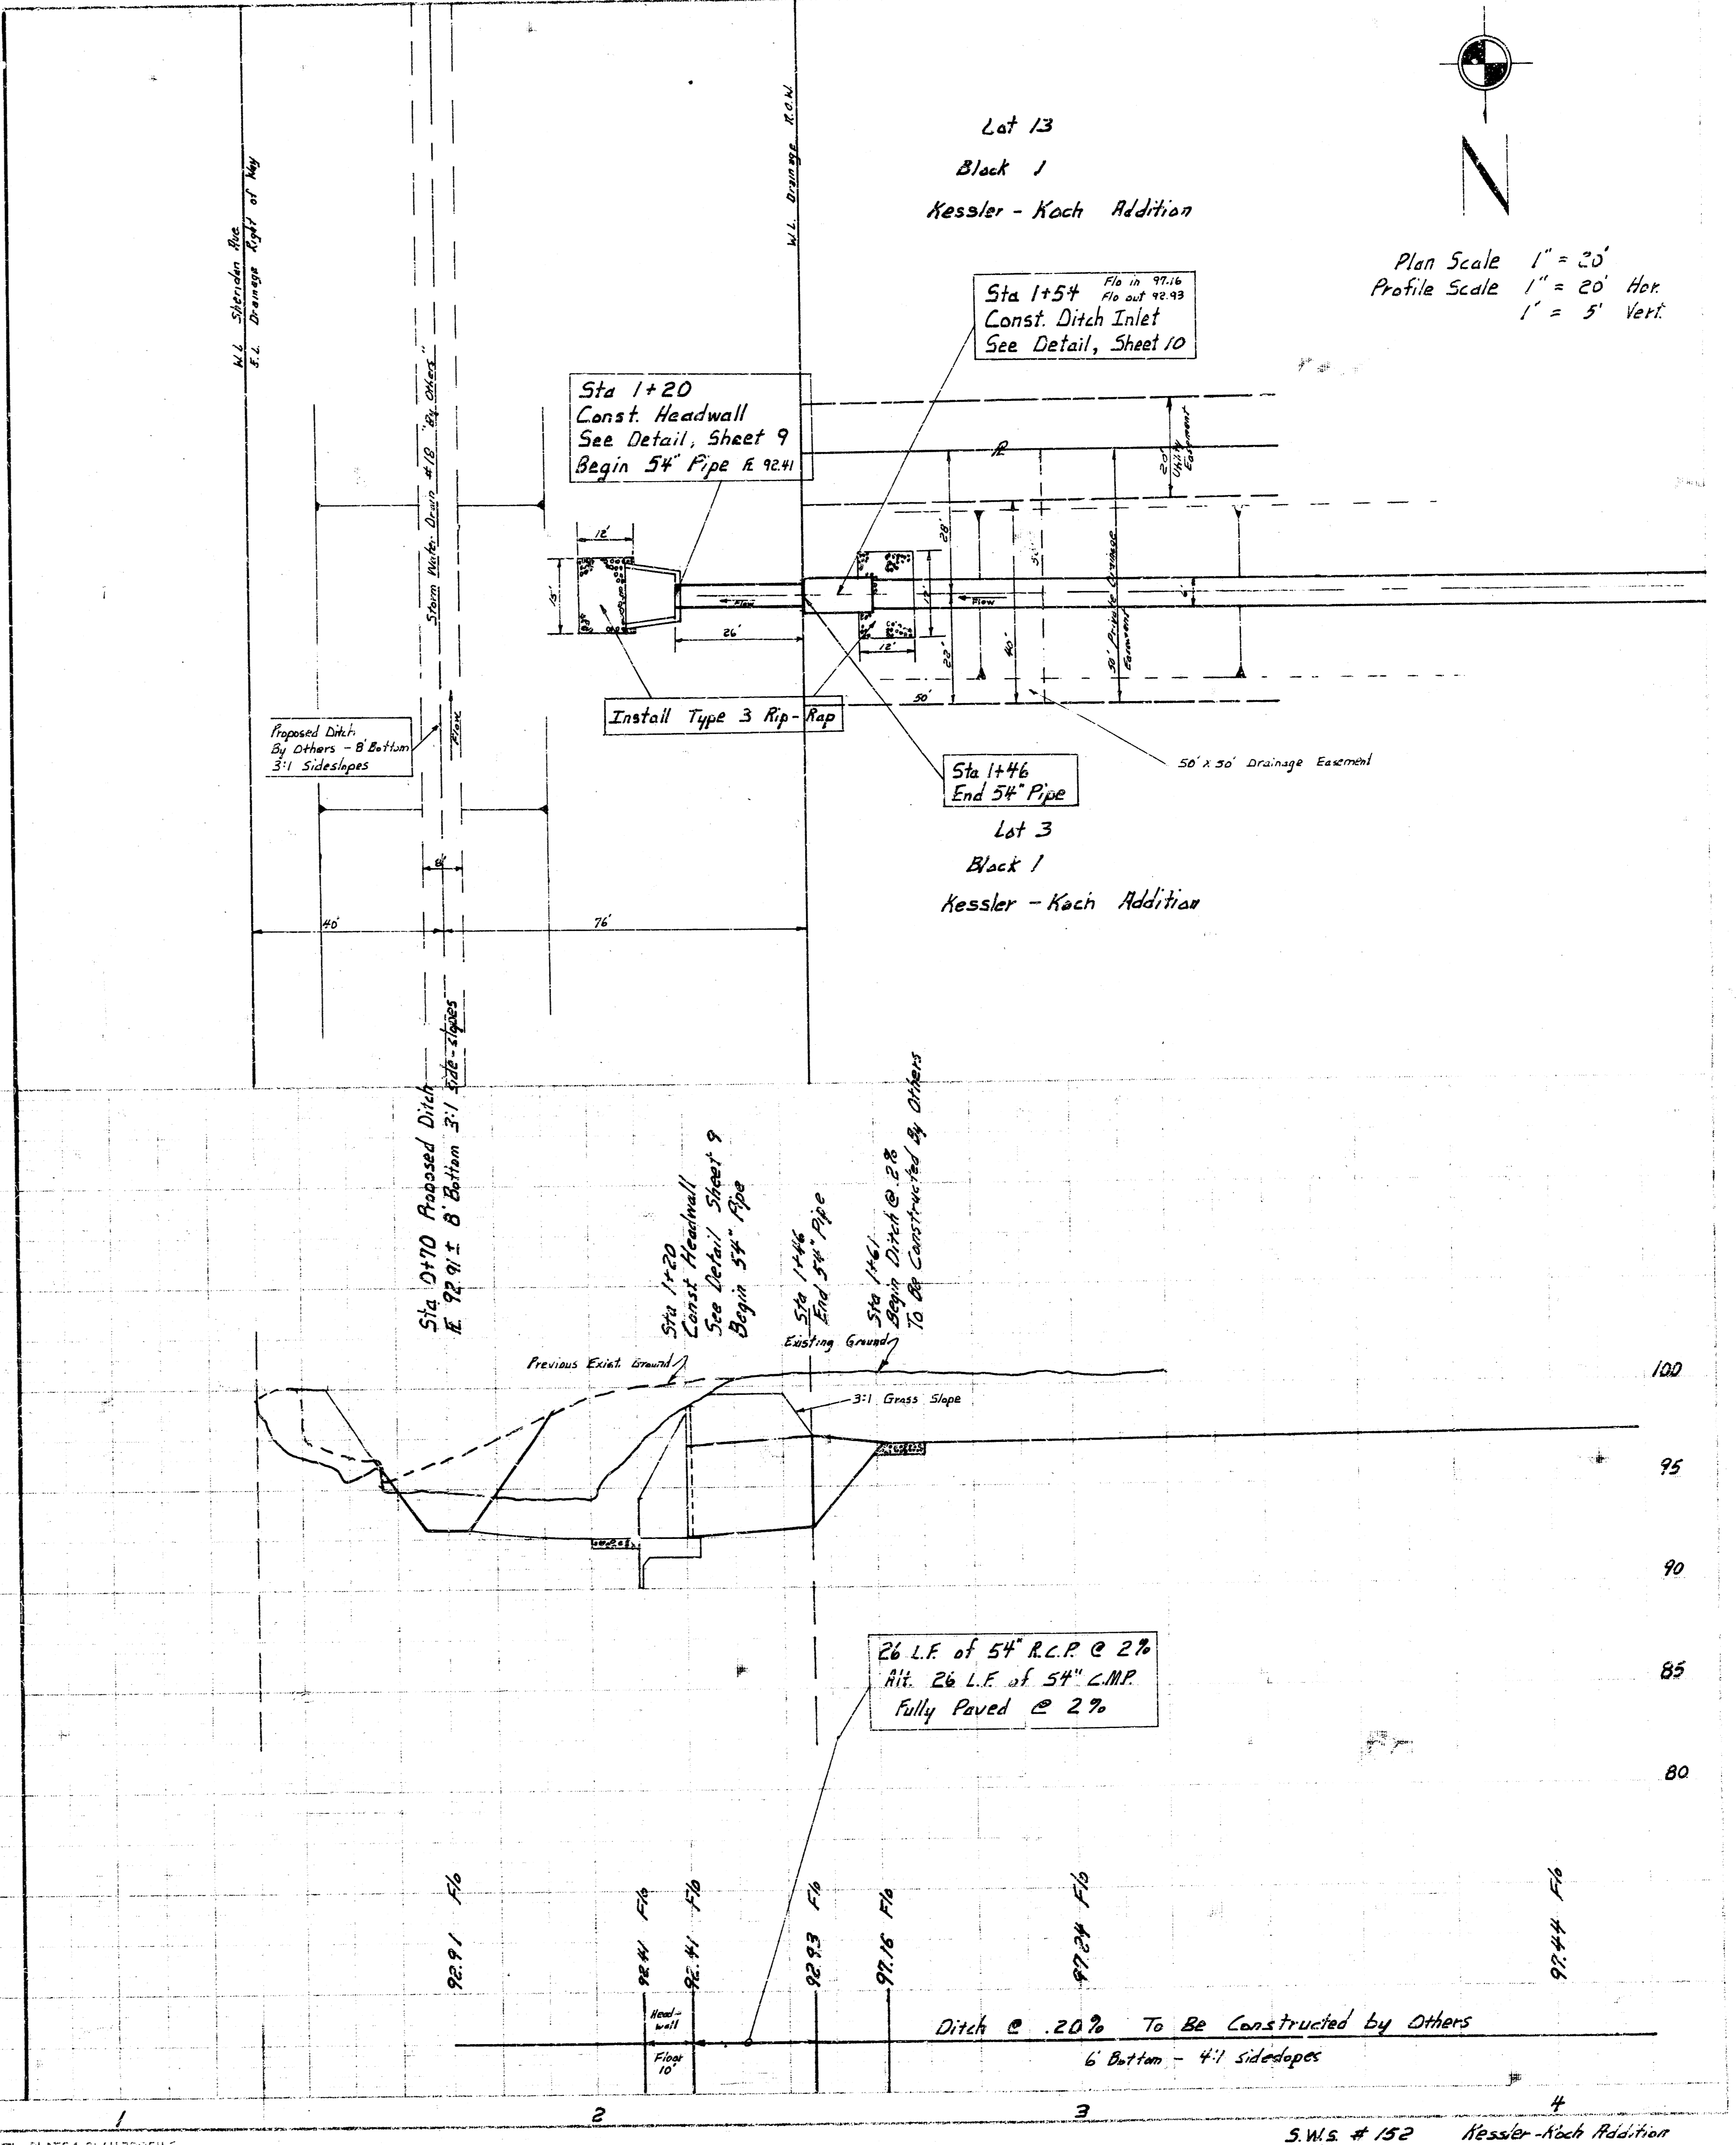 W.L. Sheridan Ave.
E.L. Drainage Right of Way
Storm Water Drain #18 "By Others"
W.L. Drainage R.O.W.
Lot 13
Block 1
Kessler - Koch Addition
N
Plan Scale 1" = 20'
Profile Scale 1" = 20' Hor.
1" = 5' Vert.
Sta 1+54 Flo in 97.16
Flo out 92.93
Const. Ditch Inlet
See Detail, Sheet 10
Sta 1+20
Const. Headwall
See Detail, Sheet 9
Begin 54" Pipe FL 92.41
20' Utility Easement
12'
15'
Flow
26'
12'
12'
Flow
28'
22'
50'
40'
50'
50' Private Drainage
Easement
6'
Install Type 3 Rip-Rap
Proposed Ditch
By Others - 8' Bottom
3:1 Sideslopes
Flow
Sta 1+46
End 54" Pipe
50' x 50' Drainage Easement
Lot 3
Block 1
Kessler - Koch Addition
8'
40'
76'
Sta 0+70 Proposed Ditch
FL 92.91± 8' Bottom 3:1 side-slopes
Sta 1+20
Const Headwall
See Detail Sheet 9
Begin 54" Pipe
Sta 1+46
End 54" Pipe
Sta 1+61
Begin Ditch @ .2%
To Be Constructed By Others
Previous Exist. Ground
Existing Ground
3:1 Grass Slope
100
95
90
85
80
26 L.F. of 54" R.C.P. @ 2%
Alt. 26 L.F. of 54" C.M.P.
Fully Paved @ 2%
92.91 Flo
92.41 Flo
92.41 Flo
92.93 Flo
97.16 Flo
97.24 Flo
97.44 Flo
Head-
wall
Floor
10'
Ditch @ .20% To Be Constructed by Others
6' Bottom - 4:1 sideslopes
1 2 3 4
S.W.S. #152 Kessler-Koch Addition